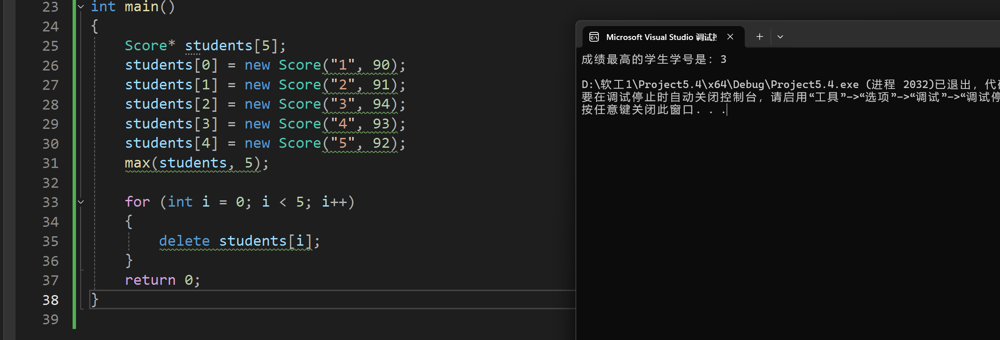 23 int main()
24 {
25 Score* students[5];
26 students[0] = new Score("1", 90);
27 students[1] = new Score("2", 91);
28 students[2] = new Score("3", 94);
29 students[3] = new Score("4", 93);
30 students[4] = new Score("5", 92);
31 max(students, 5);
32
33 for (int i = 0; i < 5; i++)
34 {
35 delete students[i];
36 }
37 return 0;
38 }
39
Microsoft Visual Studio 调试
成绩最高的学生学号是: 3
D:\软工1\Project5.4\x64\Debug\Project5.4.exe (进程 2032)已退出, 代
要在调试停止时自动关闭控制台, 请启用“工具”->“选项”->“调试”->“调试停
按任意键关闭此窗口. . .